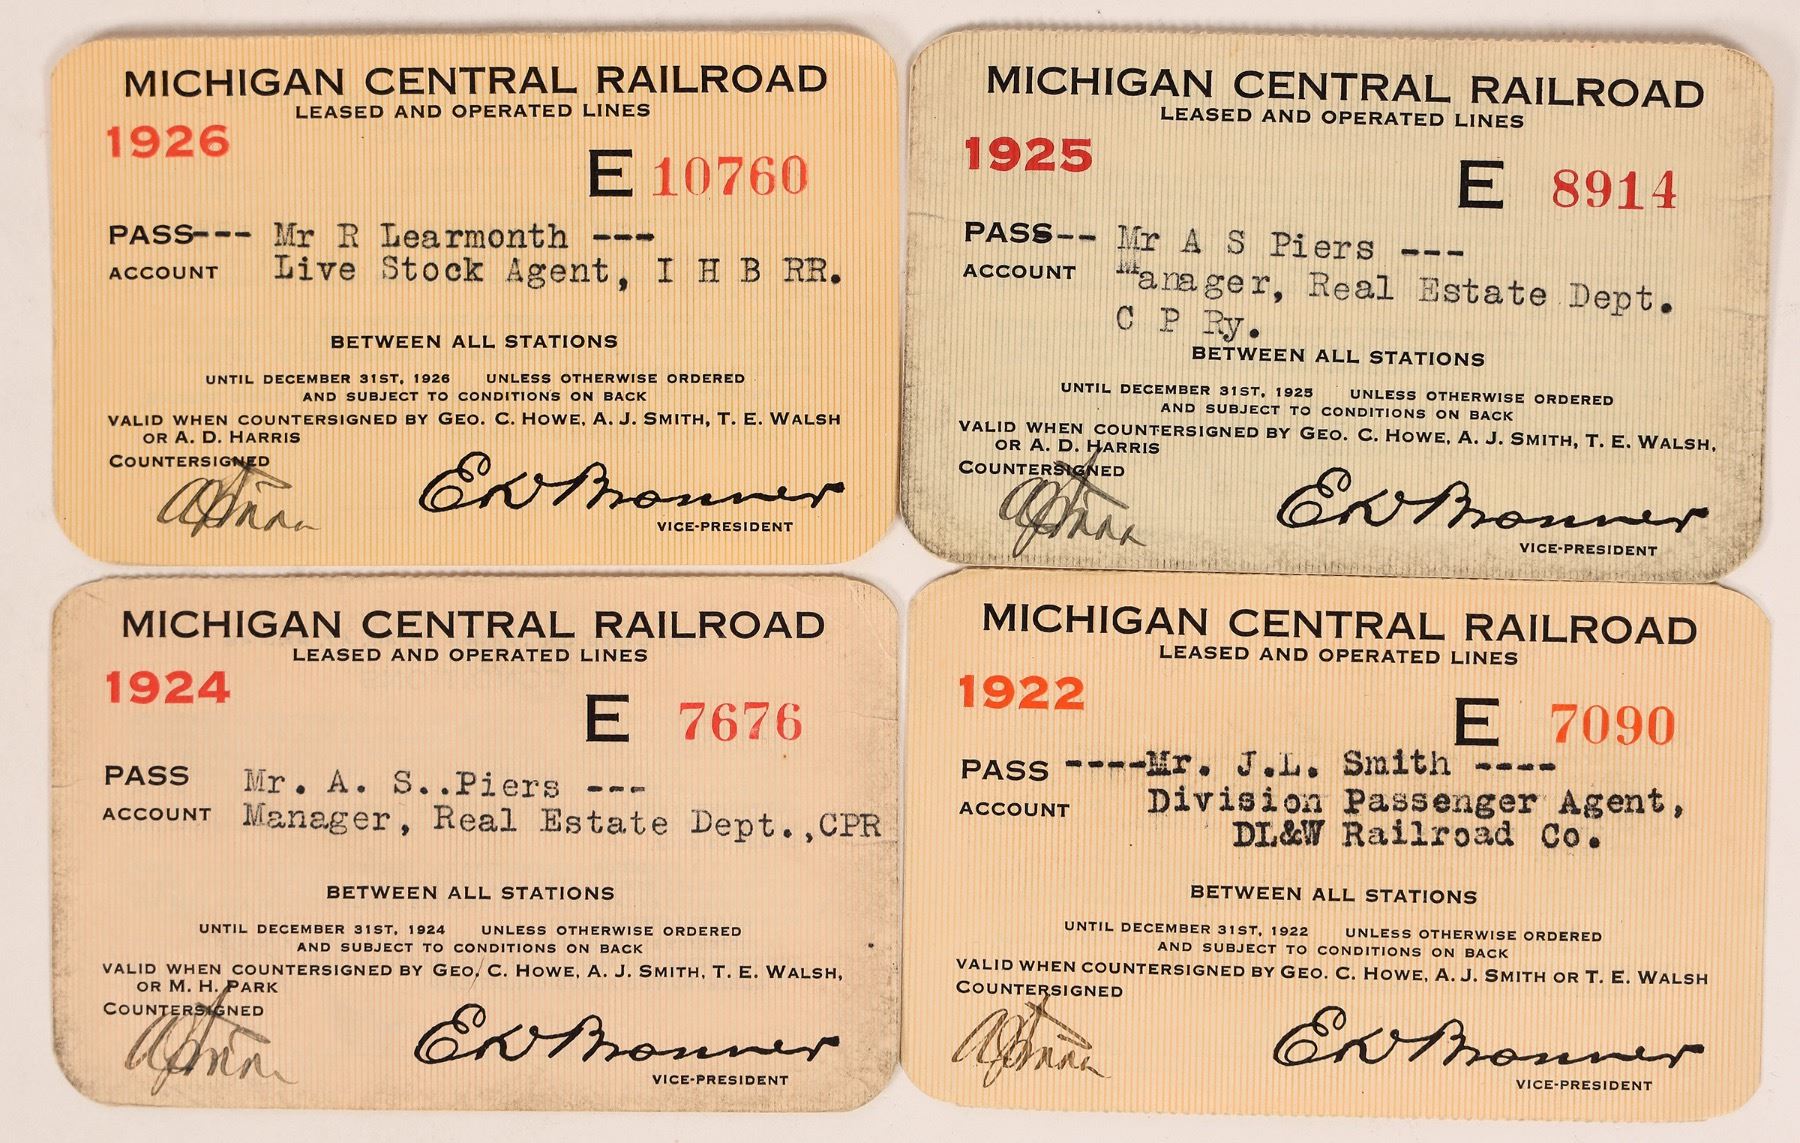 MICHIGAN CENTRAL RAILROAD
LEASED AND OPERATED LINES
1926
E 10760
PASS--- Mr R Learmonth ---
ACCOUNT Live Stock Agent, I H B RR.
BETWEEN ALL STATIONS
UNTIL DECEMBER 31ST, 1926 UNLESS OTHERWISE ORDERED
AND SUBJECT TO CONDITIONS ON BACK
VALID WHEN COUNTERSIGNED BY GEO. C. HOWE, A. J. SMITH, T. E. WALSH
OR A. D. HARRIS
COUNTERSIGNED
E D Bronner
VICE-PRESIDENT
MICHIGAN CENTRAL RAILROAD
LEASED AND OPERATED LINES
1925
E 8914
PASS-- Mr A S Piers ---
ACCOUNT Manager, Real Estate Dept.
C P Ry.
BETWEEN ALL STATIONS
UNTIL DECEMBER 31ST, 1925 UNLESS OTHERWISE ORDERED
AND SUBJECT TO CONDITIONS ON BACK
VALID WHEN COUNTERSIGNED BY GEO. C. HOWE, A. J. SMITH, T. E. WALSH,
OR A. D. HARRIS
COUNTERSIGNED
E D Bronner
VICE-PRESIDENT
MICHIGAN CENTRAL RAILROAD
LEASED AND OPERATED LINES
1924
E 7676
PASS Mr. A. S..Piers ---
ACCOUNT Manager, Real Estate Dept.,CPR
BETWEEN ALL STATIONS
UNTIL DECEMBER 31ST, 1924 UNLESS OTHERWISE ORDERED
AND SUBJECT TO CONDITIONS ON BACK
VALID WHEN COUNTERSIGNED BY GEO. C. HOWE, A. J. SMITH, T. E. WALSH,
OR M. H. PARK
COUNTERSIGNED
E D Bronner
VICE-PRESIDENT
MICHIGAN CENTRAL RAILROAD
LEASED AND OPERATED LINES
1922
E 7090
PASS ----Mr. J.L. Smith ----
ACCOUNT Division Passenger Agent,
DL&W Railroad Co.
BETWEEN ALL STATIONS
UNTIL DECEMBER 31ST, 1922 UNLESS OTHERWISE ORDERED
AND SUBJECT TO CONDITIONS ON BACK
VALID WHEN COUNTERSIGNED BY GEO. C. HOWE, A. J. SMITH OR T. E. WALSH
COUNTERSIGNED
E D Bronner
VICE-PRESIDENT